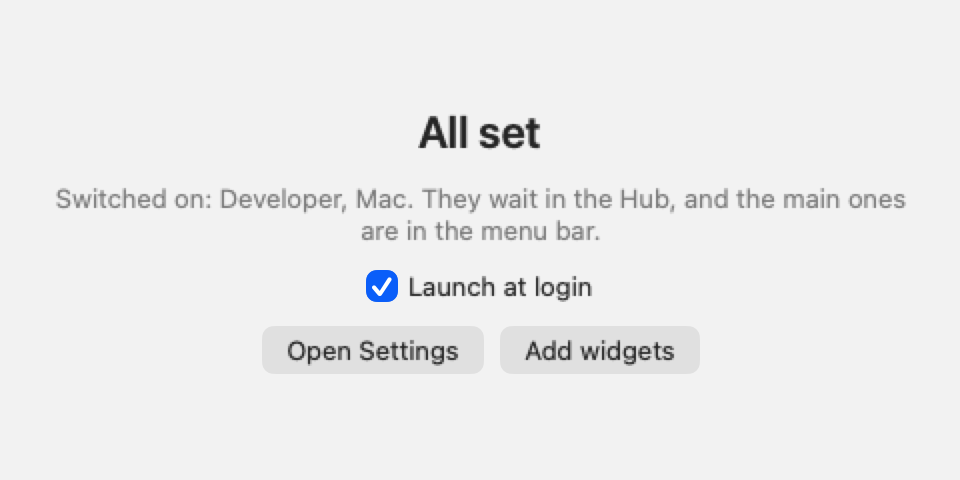 All set
Switched on: Developer, Mac. They wait in the Hub, and the main ones
are in the menu bar.
Launch at login
Open Settings
Add widgets